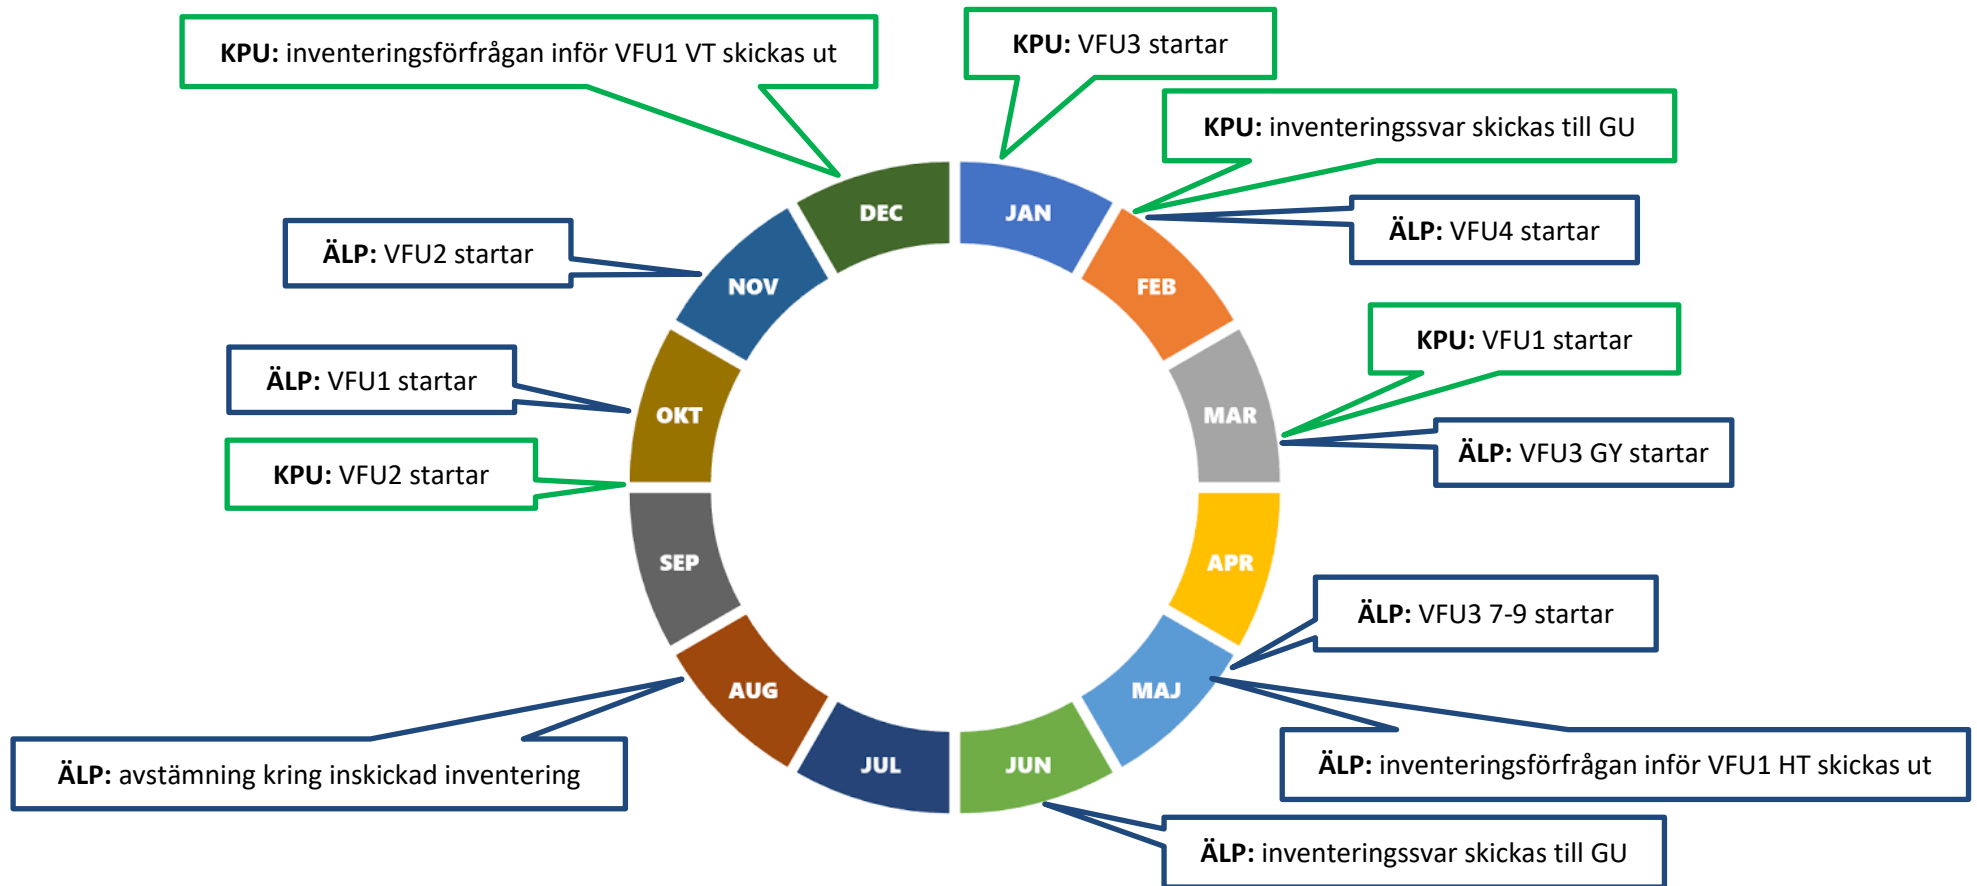 KPU: inventeringsförfrågan inför VFU1 VT skickas ut
KPU: VFU3 startar
KPU: inventeringssvar skickas till GU
ÄLP: VFU4 startar
ÄLP: VFU2 startar
DEC
JAN
NOV
FEB
KPU: VFU1 startar
ÄLP: VFU1 startar
OKT
MAR
ÄLP: VFU3 GY startar
KPU: VFU2 startar
SEP
APR
ÄLP: VFU3 7-9 startar
AUG
MAJ
JUL
JUN
ÄLP: avstämning kring inskickad inventering
ÄLP: inventeringsförfrågan inför VFU1 HT skickas ut
ÄLP: inventeringssvar skickas till GU